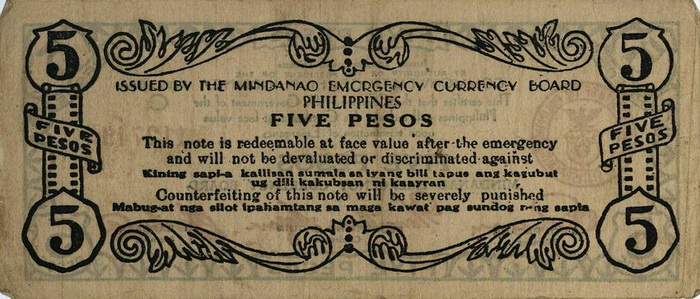 5 5
ISSUED BY THE MINDANAO EMERGENCY CURRENCY BOARD
PHILIPPINES
FIVE PESOS
FIVE PESOS
FIVE PESOS
This note is redeemable at face value after the emergency
and will not be devaluated or discriminated against
Kining sapi-a kailisan sumala sa iyang bili tapus ang kagubut
ug dili kakubsan ni kaayran
Counterfeiting of this note will be severely punished
Mabug-at nga silot ipahamtang sa mga kawat pag sundog sapia
5 5